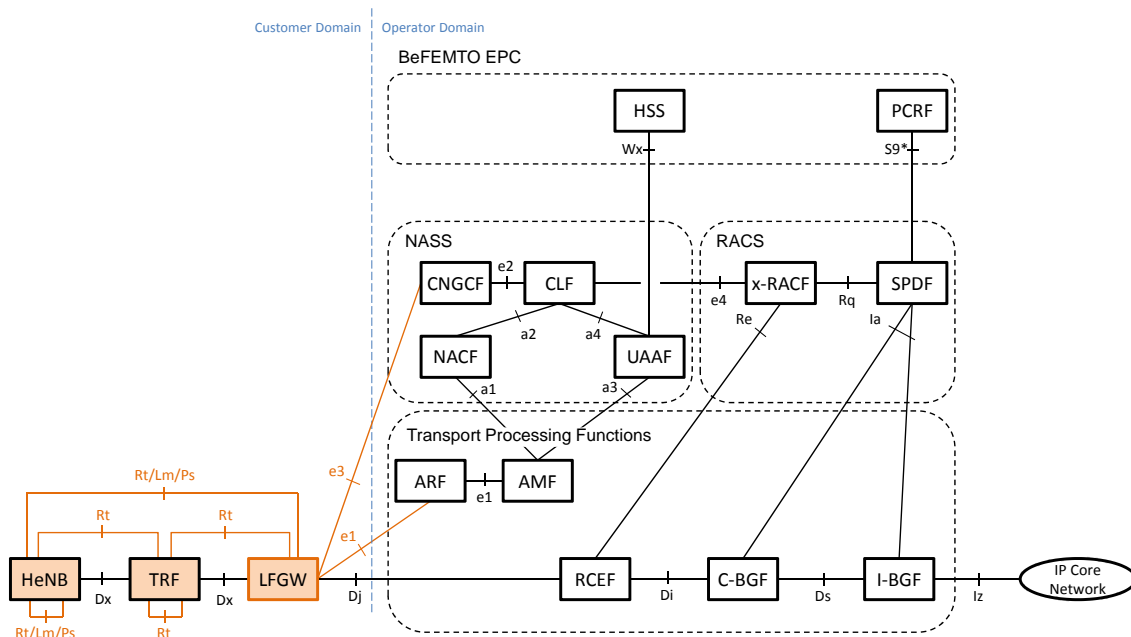 Customer Domain
Operator Domain
BeFEMTO EPC
HSS
PCRF
Wx
S9*
NASS
RACS
CNGCF
e2
CLF
e4
x-RACF
Rq
SPDF
a2
a4
Re
Ia
NACF
UAAF
a1
a3
Transport Processing Functions
e3
ARF
e1
AMF
Rt/Lm/Ps
Rt
Rt
e1
HeNB
Dx
TRF
Dx
LFGW
Dj
RCEF
Di
C-BGF
Ds
I-BGF
Iz
IP Core
Network
Rt/Lm/Ps
Rt